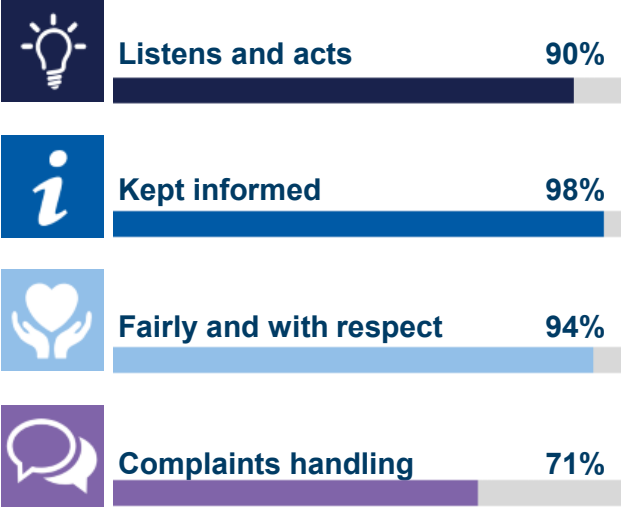 Listens and acts 90%
Kept informed 98%
Fairly and with respect 94%
Complaints handling 71%